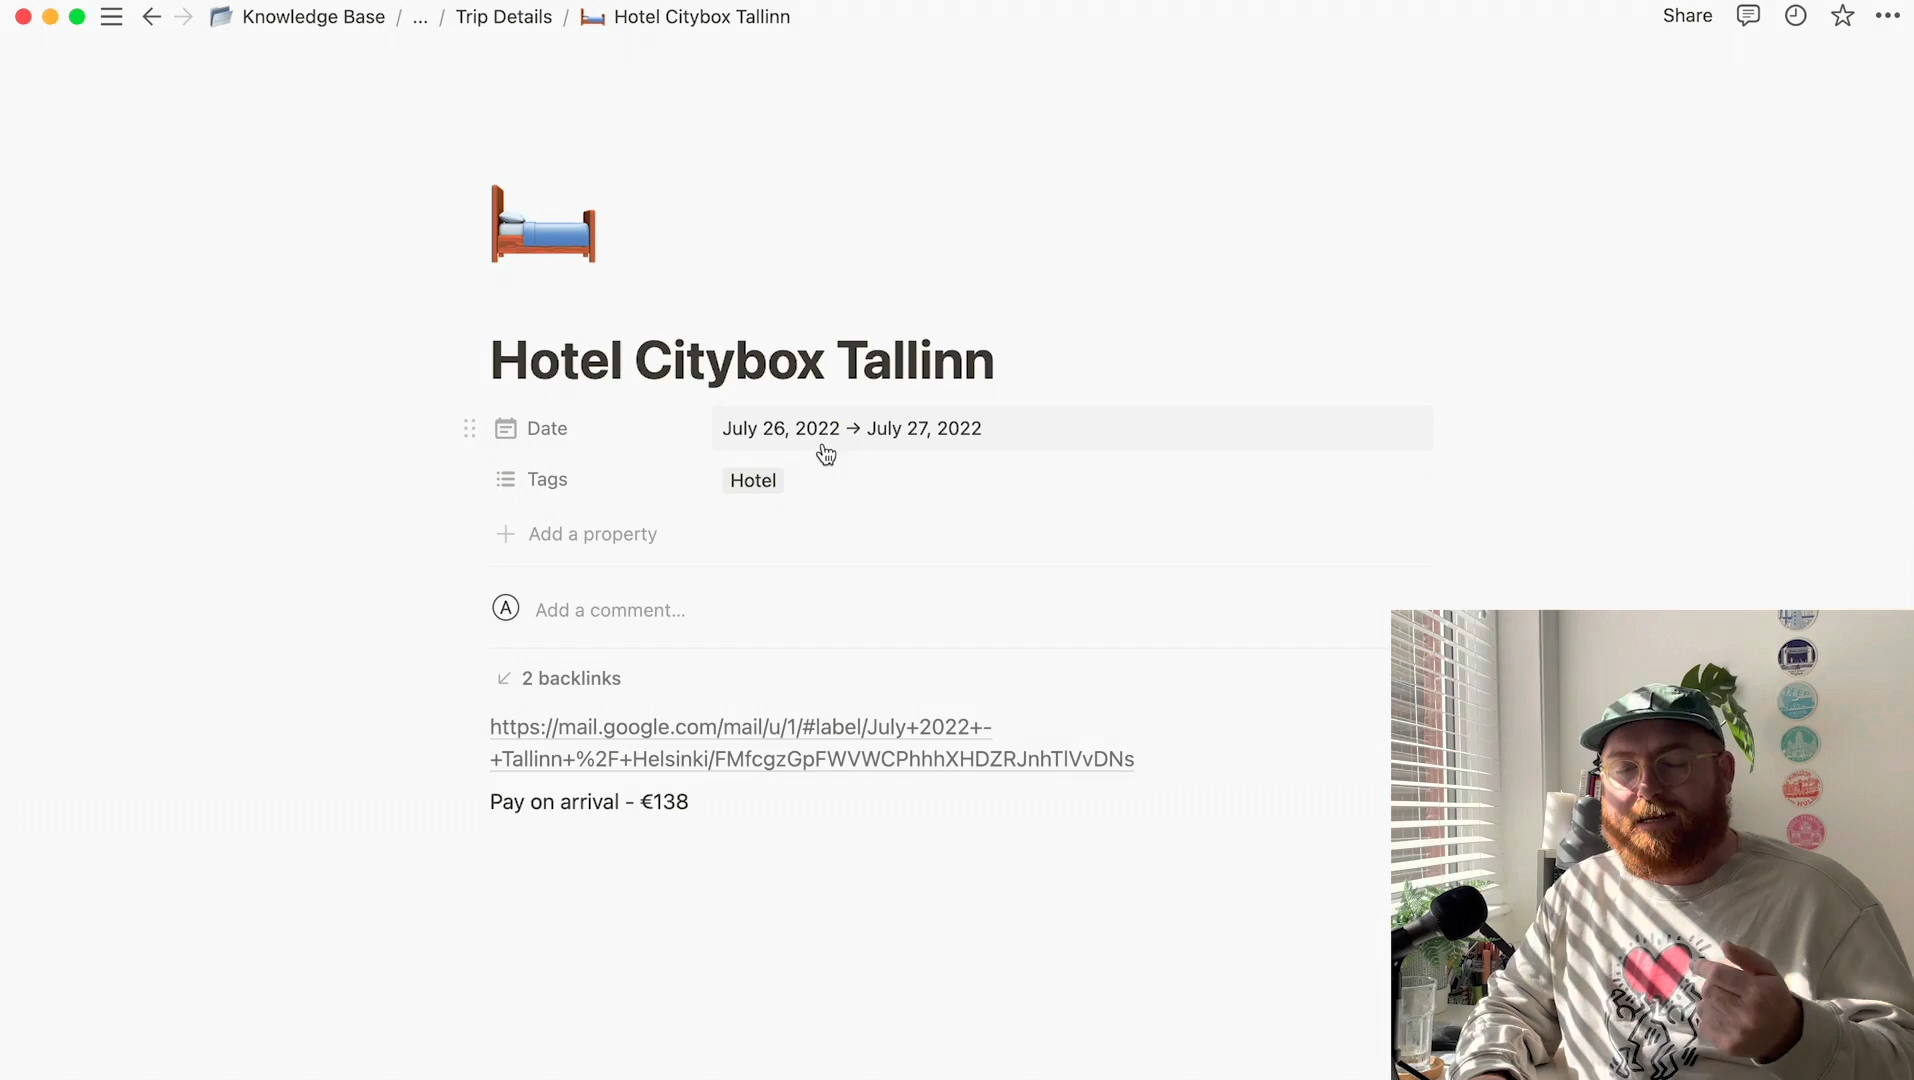 Knowledge Base / ... / Trip Details / Hotel Citybox Tallinn
Share
Hotel Citybox Tallinn
Date
July 26, 2022 → July 27, 2022
Tags
Hotel
Add a property
A
Add a comment...
2 backlinks
https://mail.google.com/mail/u/1/#label/July+2022+-
+Tallinn+%2F+Helsinki/FMfcgzGpFWVWCPhhhXHDZRJnhTlVvDNs
Pay on arrival - €138